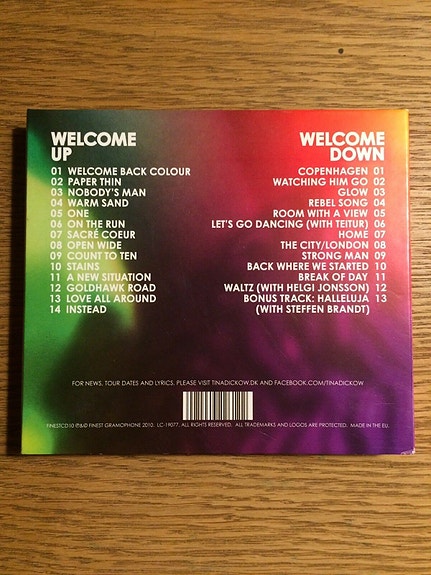 WELCOME
UP
01 WELCOME BACK COLOUR
02 PAPER THIN
03 NOBODY'S MAN
04 WARM SAND
05 ONE
06 ON THE RUN
07 SACRÉ COEUR
08 OPEN WIDE
09 COUNT TO TEN
10 STAINS
11 A NEW SITUATION
12 GOLDHAWK ROAD
13 LOVE ALL AROUND
14 INSTEAD
WELCOME
DOWN
COPENHAGEN 01
WATCHING HIM GO 02
GLOW 03
REBEL SONG 04
ROOM WITH A VIEW 05
LET'S GO DANCING (WITH TEITUR) 06
HOME 07
THE CITY/LONDON 08
STRONG MAN 09
BACK WHERE WE STARTED 10
BREAK OF DAY 11
WALTZ (WITH HELGI JONSSON) 12
BONUS TRACK: HALLELUJA 13
(WITH STEFFEN BRANDT)
FOR NEWS, TOUR DATES AND LYRICS, PLEASE VISIT TINADICKOW.DK AND FACEBOOK.COM/TINADICKOW
FINESTCD10 ℗&© FINEST GRAMOPHONE 2010. LC-19077. ALL RIGHTS RESERVED. ALL TRADEMARKS AND LOGOS ARE PROTECTED. MADE IN THE EU.